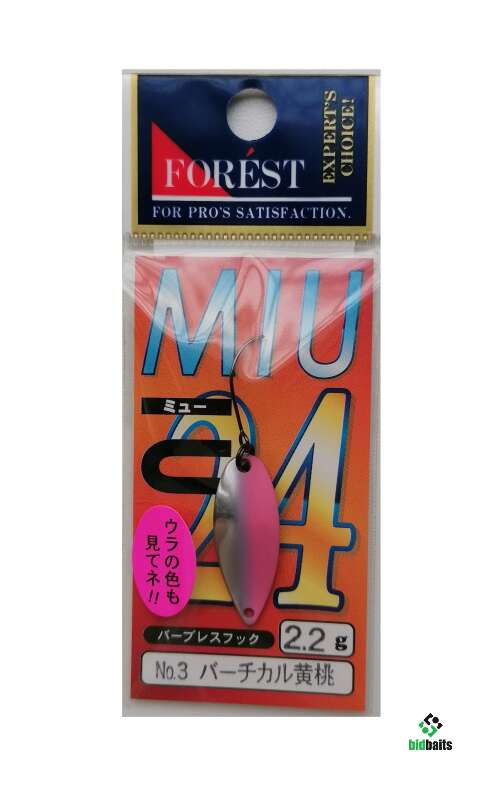 FORÉST
EXPERT'S
CHOICE!
FOR PRO'S SATISFACTION.
MIU
ミュー
24
ウラの色も
見てネ!!
バーブレスフック
2.2g
No.3 バーチカル黄桃
bidbaits